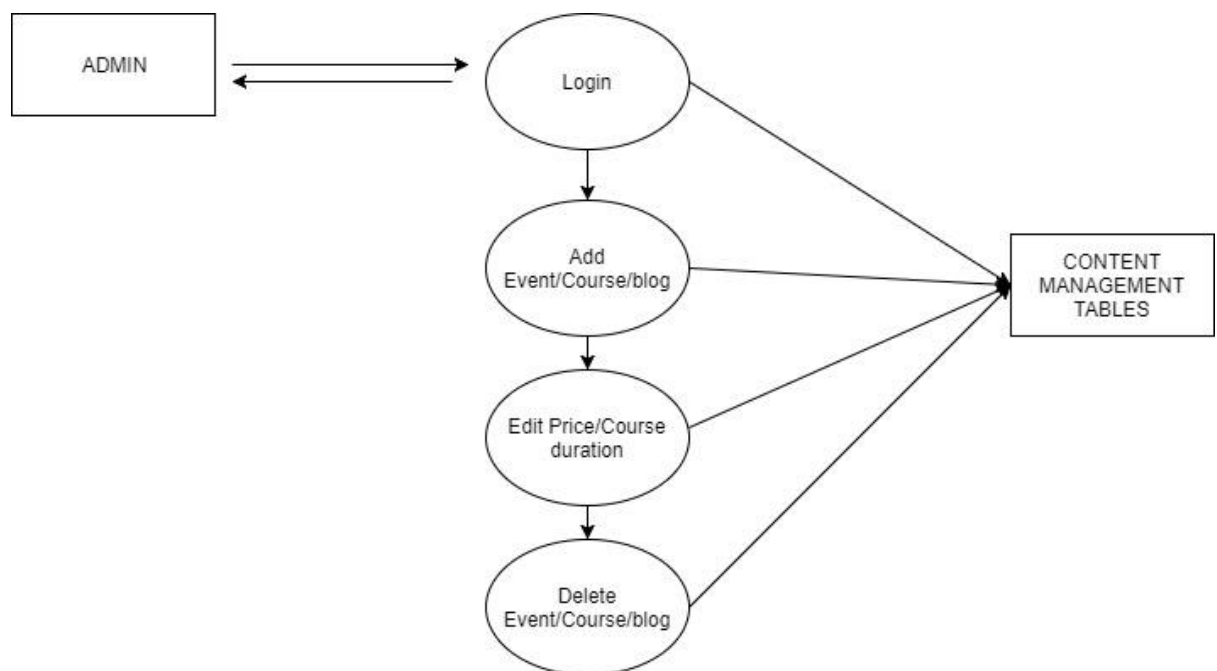 ADMIN
Login
Add
Event/Course/blog
CONTENT
MANAGEMENT
TABLES
Edit Price/Course
duration
Delete
Event/Course/blog